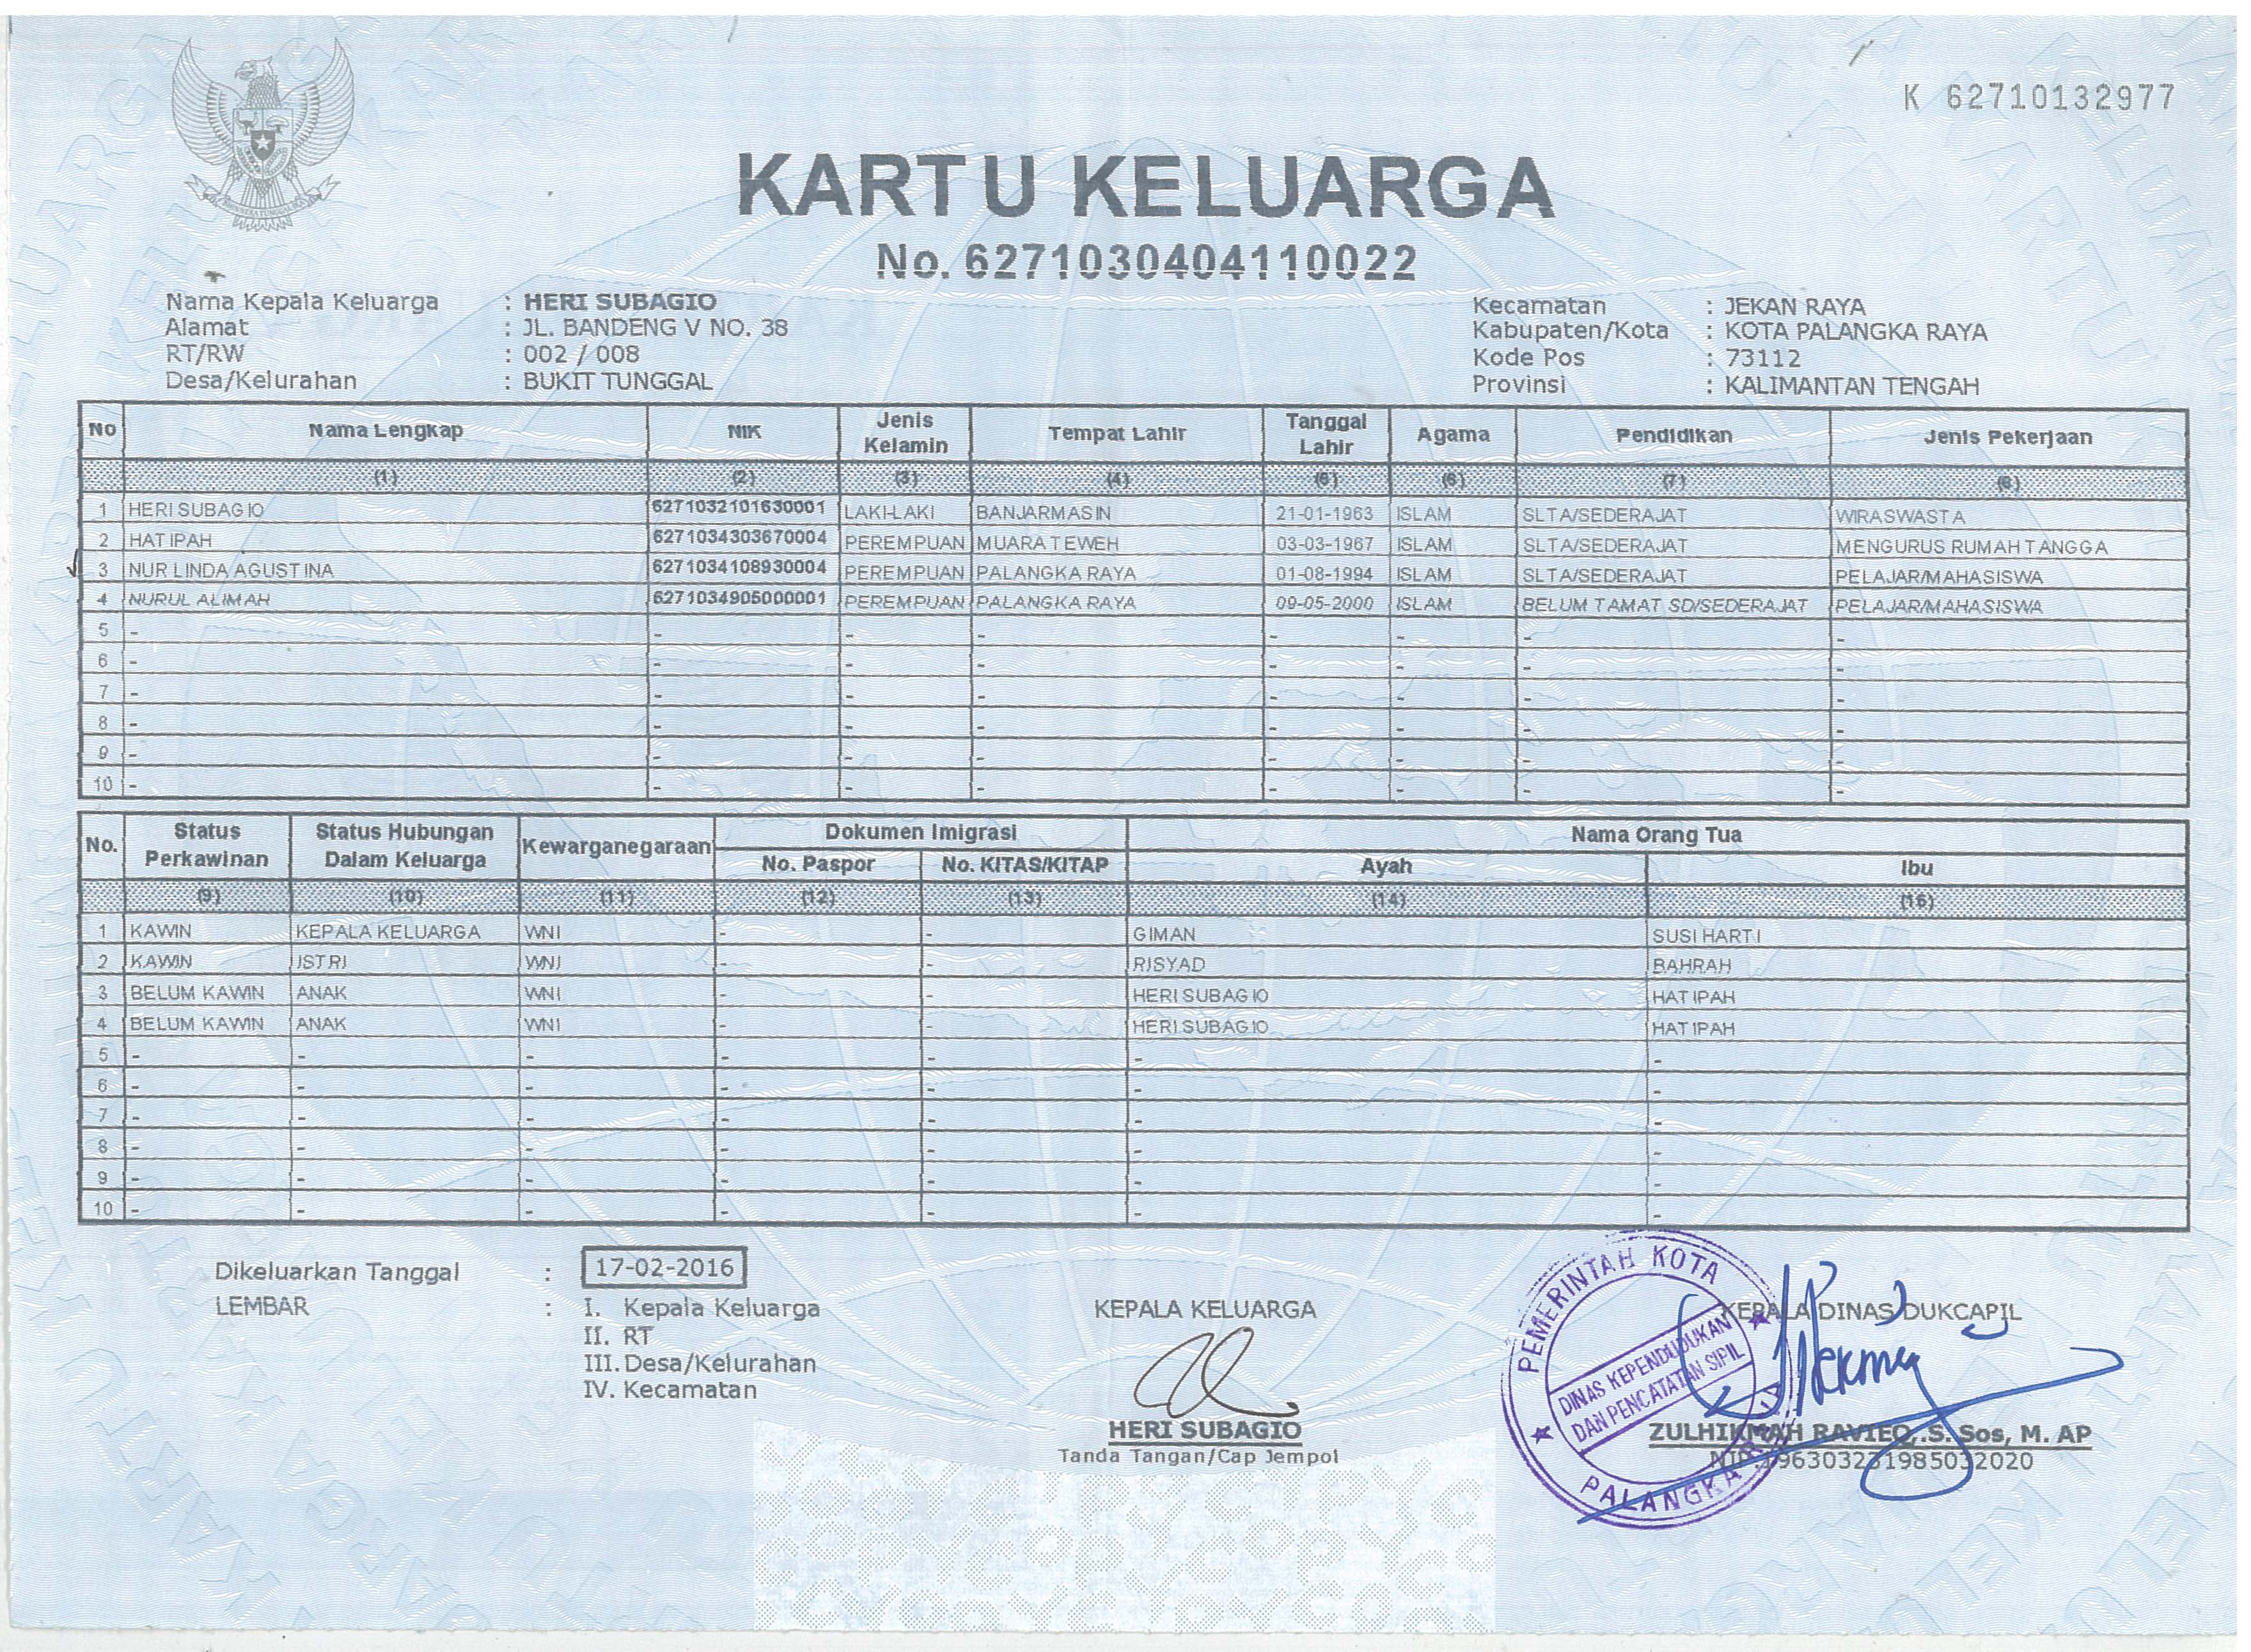 K 62710132977
KARTU KELUARGA
No. 6271030404110022
Nama Kepala Keluarga : HERI SUBAGIO
Alamat : JL. BANDENG V NO. 38
RT/RW : 002 / 008
Desa/Kelurahan : BUKIT TUNGGAL
Kecamatan : JEKAN RAYA
Kabupaten/Kota : KOTA PALANGKA RAYA
Kode Pos : 73112
Provinsi : KALIMANTAN TENGAH
No Nama Lengkap NIK Jenis Kelamin Tempat Lahir Tanggal Lahir Agama Pendidikan Jenis Pekerjaan
(1) (2) (3) (4) (5) (6) (7) (8)
1 HERI SUBAGIO 6271032101630001 LAKI-LAKI BANJARMASIN 21-01-1963 ISLAM SLTA/SEDERAJAT WIRASWASTA
2 HATIPAH 6271034303670004 PEREMPUAN MUARA TEWEH 03-03-1967 ISLAM SLTA/SEDERAJAT MENGURUS RUMAH TANGGA
3 NUR LINDA AGUSTINA 6271034108930004 PEREMPUAN PALANGKA RAYA 01-08-1994 ISLAM SLTA/SEDERAJAT PELAJAR/MAHASISWA
4 NURUL ALIMAH 6271034905000001 PEREMPUAN PALANGKA RAYA 09-05-2000 ISLAM BELUM TAMAT SD/SEDERAJAT PELAJAR/MAHASISWA
5 - - - - - - - -
6 - - - - - - - -
7 - - - - - - - -
8 - - - - - - - -
9 - - - - - - - -
10 - - - - - - - -
No. Status Perkawinan Status Hubungan Dalam Keluarga Kewarganegaraan Dokumen Imigrasi Nama Orang Tua
No. Paspor No. KITAS/KITAP Ayah Ibu
(9) (10) (11) (12) (13) (14) (15)
1 KAWIN KEPALA KELUARGA WNI - - GIMAN SUSI HARTI
2 KAWIN ISTRI WNI - - RISYAD BAHRAH
3 BELUM KAWIN ANAK WNI - - HERI SUBAGIO HATIPAH
4 BELUM KAWIN ANAK WNI - - HERI SUBAGIO HATIPAH
5 - - - - - - -
6 - - - - - - -
7 - - - - - - -
8 - - - - - - -
9 - - - - - - -
10 - - - - - - -
Dikeluarkan Tanggal : 17-02-2016
LEMBAR : I. Kepala Keluarga
II. RT
III. Desa/Kelurahan
IV. Kecamatan
KEPALA KELUARGA
HERI SUBAGIO
Tanda Tangan/Cap Jempol
KEPALA DINAS DUKCAPIL
PEMERINTAH KOTA
DINAS KEPENDUDUKAN
DAN PENCATATAN SIPIL
PALANGKA RAYA
ZULHIKMAH RAVIEQ, S. Sos, M. AP
NIP.196303231985032020